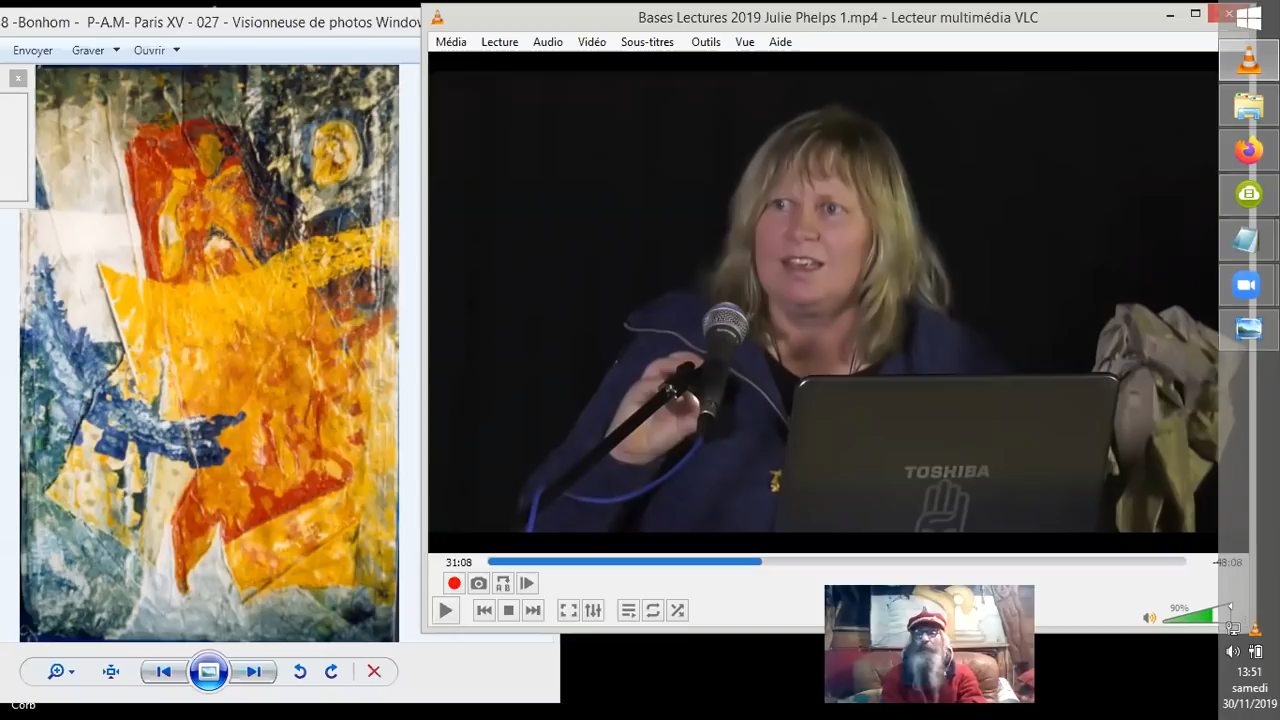 8 -Bonhom -  P-A.M- Paris XV - 027 - Visionneuse de photos Window
Envoyer Graver Ouvrir
x
Bases Lectures 2019 Julie Phelps 1.mp4 - Lecteur multimédia VLC
Média Lecture Audio Vidéo Sous-titres Outils Vue Aide
TOSHIBA
31:08
-48:08
A B
90%
13:51
samedi
30/11/2019
Corb